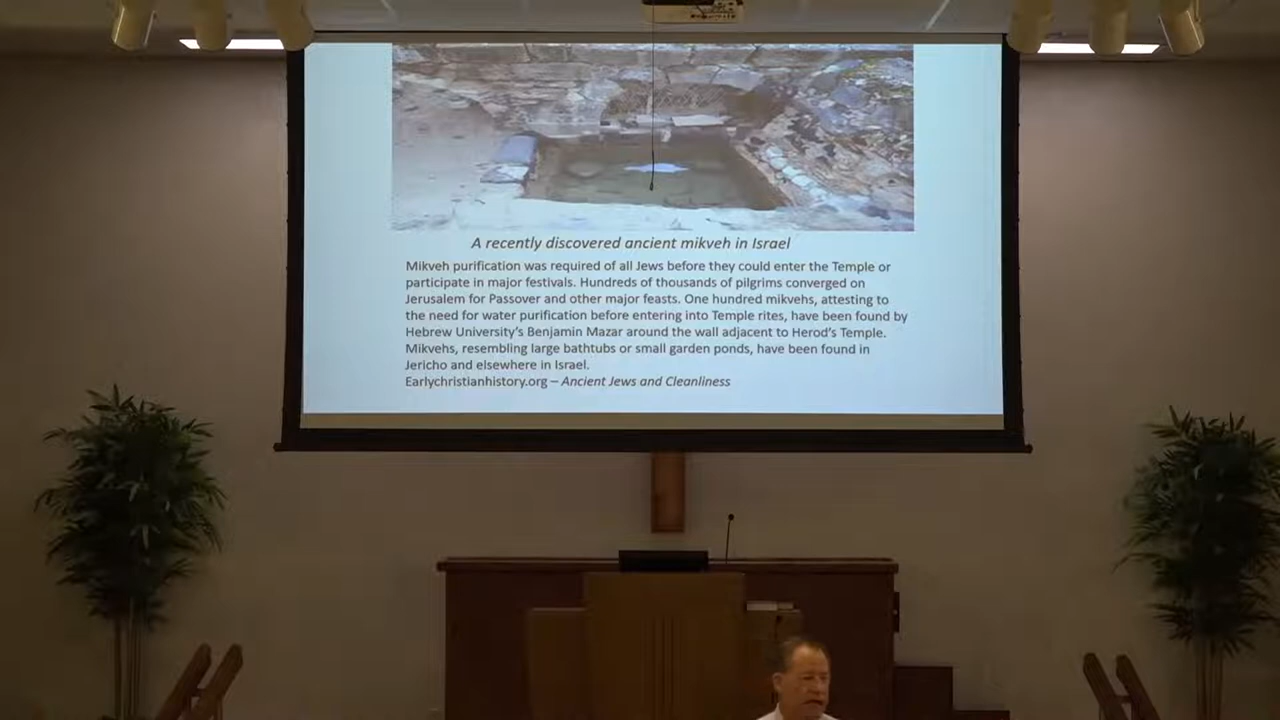 A recently discovered ancient mikveh in Israel
Mikveh purification was required of all Jews before they could enter the Temple or
participate in major festivals. Hundreds of thousands of pilgrims converged on
Jerusalem for Passover and other major feasts. One hundred mikvehs, attesting to
the need for water purification before entering into Temple rites, have been found by
Hebrew University's Benjamin Mazar around the wall adjacent to Herod's Temple.
Mikvehs, resembling large bathtubs or small garden ponds, have been found in
Jericho and elsewhere in Israel.
Earlychristianhistory.org – Ancient Jews and Cleanliness